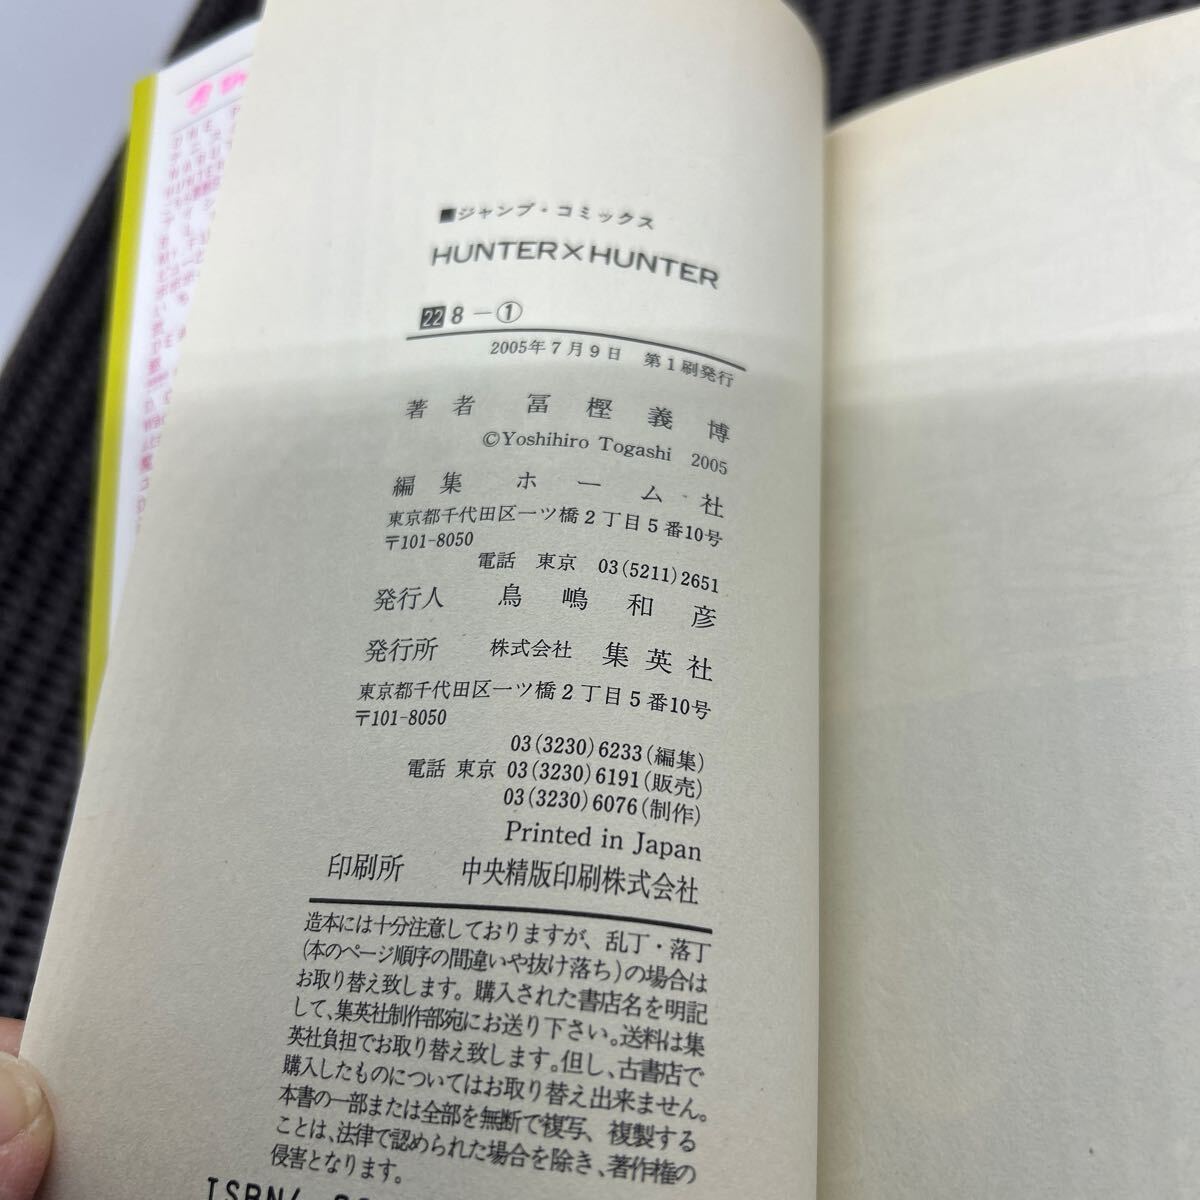 ■ジャンプ・コミックス
HUNTER×HUNTER
22 8－①
2005年7月9日 第1刷発行
著者 冨樫義博
©Yoshihiro Togashi 2005
編集 ホーム社
東京都千代田区一ツ橋2丁目5番10号
〒101-8050
電話 東京 03(5211)2651
発行人 鳥嶋和彦
発行所 株式会社 集英社
東京都千代田区一ツ橋2丁目5番10号
〒101-8050
03(3230)6233(編集)
電話 東京 03(3230)6191(販売)
03(3230)6076(制作)
Printed in Japan
印刷所 中央精版印刷株式会社
造本には十分注意しておりますが、乱丁・落丁
(本のページ順序の間違いや抜け落ち)の場合は
お取り替え致します。購入された書店名を明記
して、集英社制作部宛にお送り下さい。送料は集
英社負担でお取り替え致します。但し、古書店で
購入したものについてはお取り替え出来ません。
本書の一部または全部を無断で複写、複製する
ことは、法律で認められた場合を除き、著作権の
侵害となります。
ISBN4